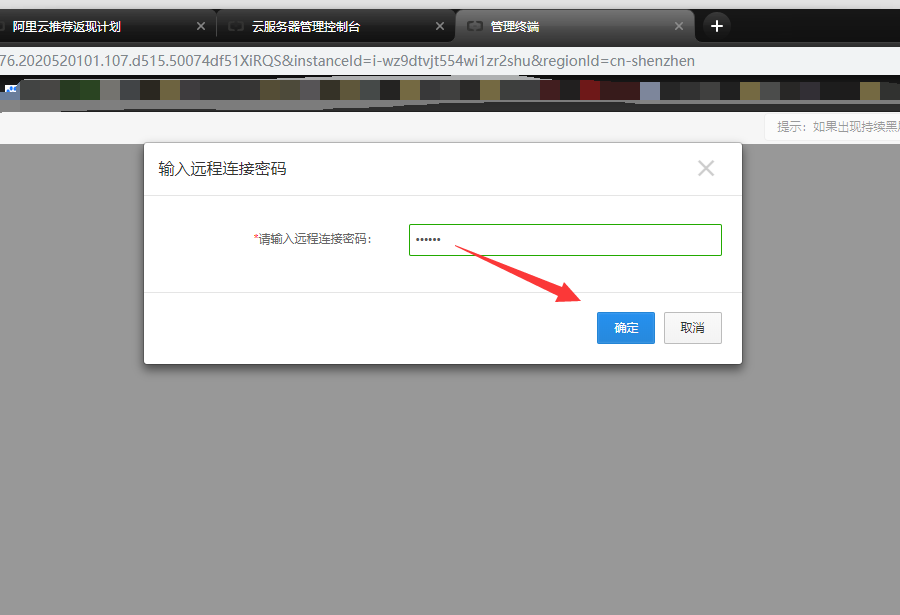 阿里云推荐返现计划
云服务器管理控制台
管理终端
76.2020520101.107.d515.50074df51XiRQS&instanceId=i-wz9dtvjt554wi1zr2shu&regionId=cn-shenzhen
提示：如果出现持续黑
输入远程连接密码
*请输入远程连接密码：
••••••
确定
取消